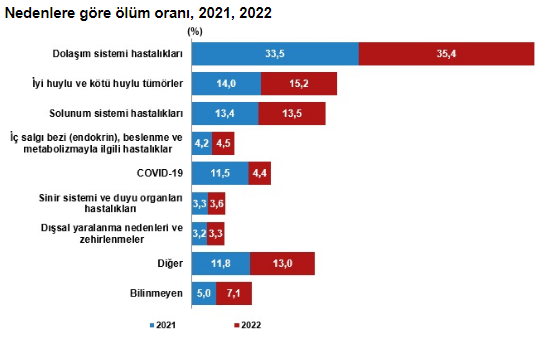 Nedenlere göre ölüm oranı, 2021, 2022
(%)
Dolaşım sistemi hastalıkları 33,5 35,4
İyi huylu ve kötü huylu tümörler 14,0 15,2
Solunum sistemi hastalıkları 13,4 13,5
İç salgı bezi (endokrin), beslenme ve
metabolizmayla ilgili hastalıklar 4,2 4,5
COVID-19 11,5 4,4
Sinir sistemi ve duyu organları
hastalıkları 3,3 3,6
Dışsal yaralanma nedenleri ve
zehirlenmeler 3,2 3,3
Diğer 11,8 13,0
Bilinmeyen 5,0 7,1
2021 2022